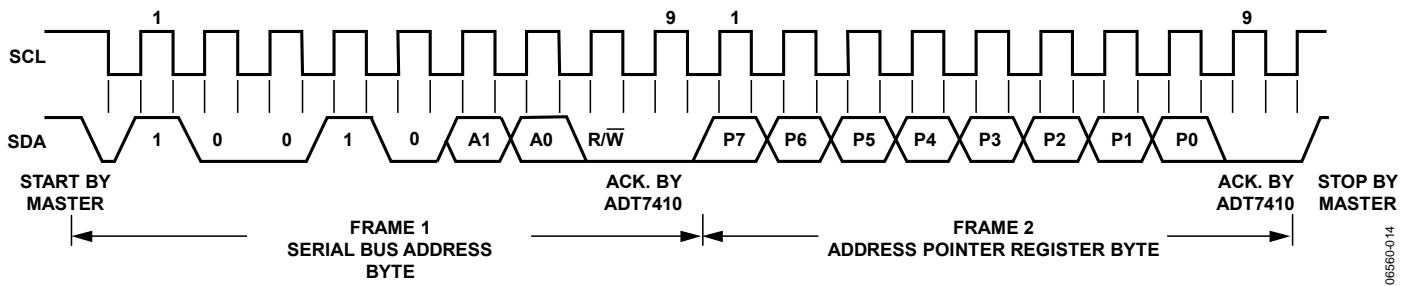 1 9 1 9
SCL
SDA 1 0 0 1 0 A1 A0 R/W̅ P7 P6 P5 P4 P3 P2 P1 P0
START BY
MASTER
ACK. BY
ADT7410
ACK. BY
ADT7410
STOP BY
MASTER
FRAME 1
SERIAL BUS ADDRESS
BYTE
FRAME 2
ADDRESS POINTER REGISTER BYTE
06560-014